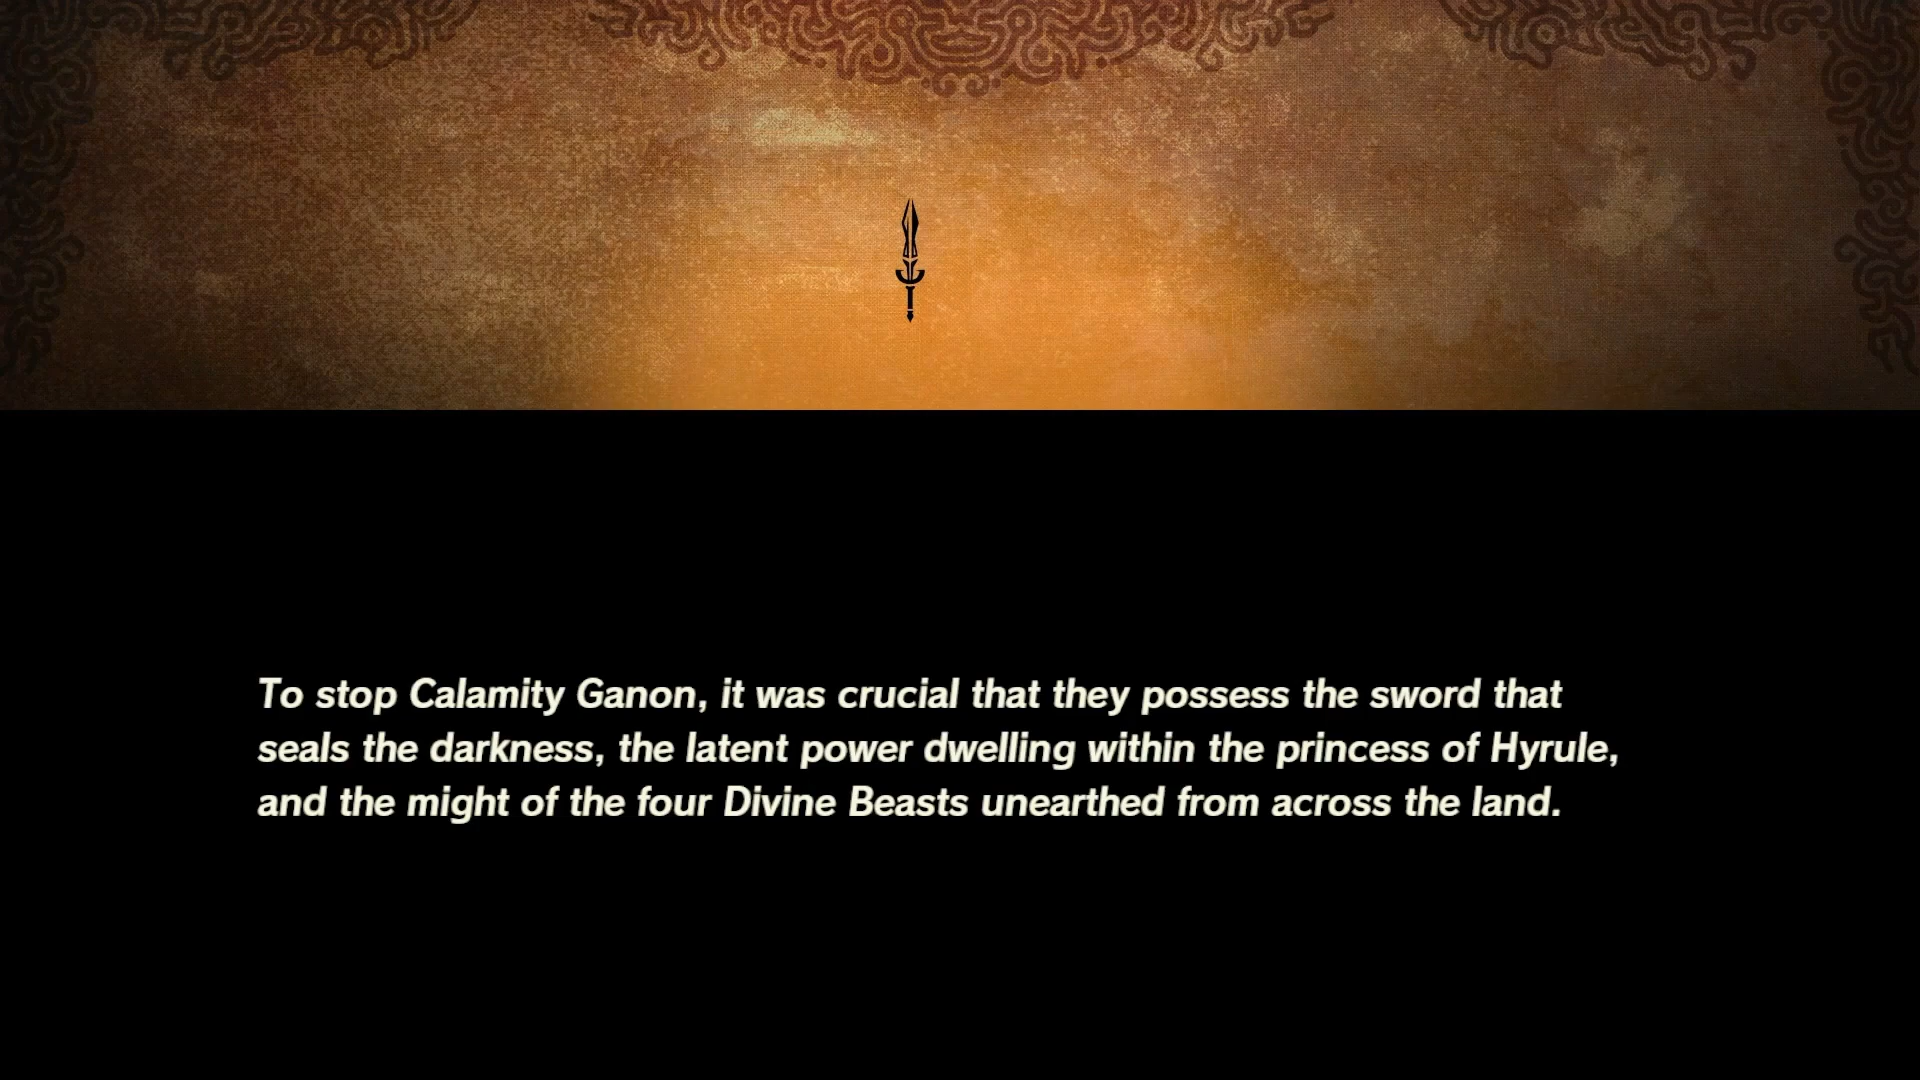 To stop Calamity Ganon, it was crucial that they possess the sword that
seals the darkness, the latent power dwelling within the princess of Hyrule,
and the might of the four Divine Beasts unearthed from across the land.